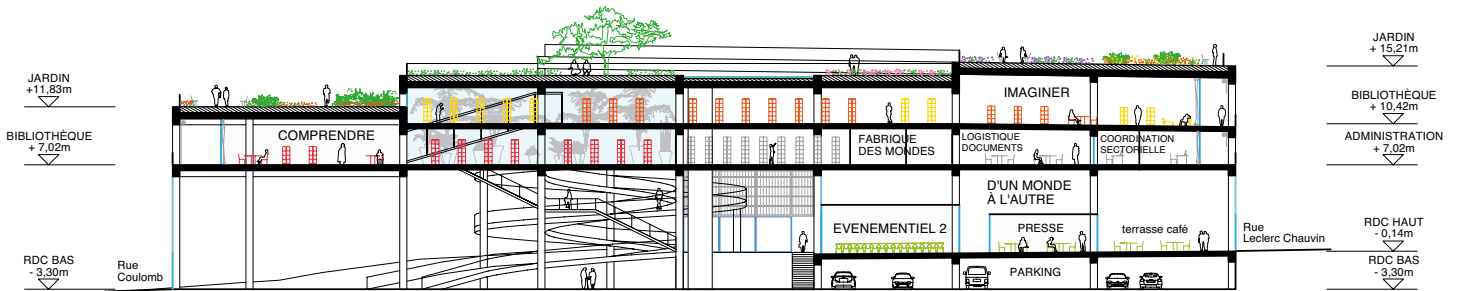 JARDIN
+11,83m
BIBLIOTHÈQUE
+ 7,02m
RDC BAS
- 3,30m
Rue
Coulomb
COMPRENDRE
FABRIQUE
DES MONDES
IMAGINER
LOGISTIQUE
DOCUMENTS
COORDINATION
SECTORIELLE
D'UN MONDE
À L'AUTRE
EVENEMENTIEL 2
PRESSE
terrasse café
PARKING
Rue
Leclerc Chauvin
JARDIN
+ 15,21m
BIBLIOTHÈQUE
+ 10,42m
ADMINISTRATION
+ 7,02m
RDC HAUT
- 0,14m
RDC BAS
- 3,30m